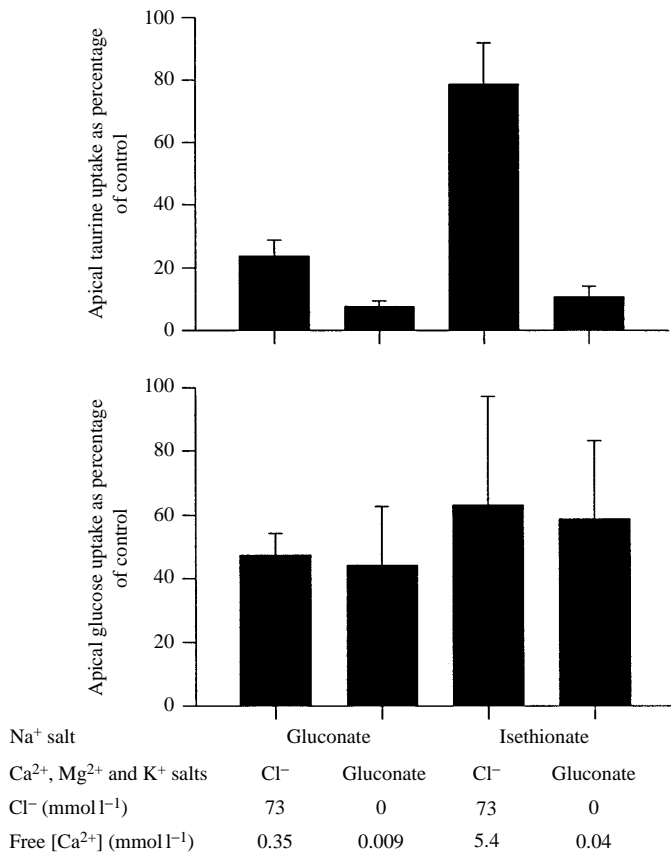 100
80
60
40
20
0
Apical taurine uptake as percentage
of control
100
80
60
40
20
0
Apical glucose uptake as percentage
of control
Na⁺ salt Gluconate Isethionate
Ca²⁺, Mg²⁺ and K⁺ salts Cl⁻ Gluconate Cl⁻ Gluconate
Cl⁻ (mmol l⁻¹) 73 0 73 0
Free [Ca²⁺] (mmol l⁻¹) 0.35 0.009 5.4 0.04